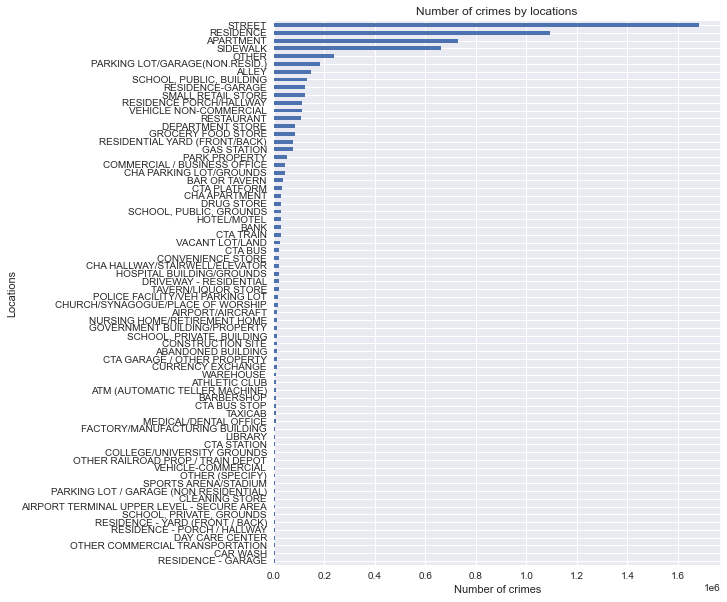 Number of crimes by locations
STREET
RESIDENCE
APARTMENT
SIDEWALK
OTHER
PARKING LOT/GARAGE(NON.RESID.)
ALLEY
SCHOOL, PUBLIC, BUILDING
RESIDENCE-GARAGE
SMALL RETAIL STORE
RESIDENCE PORCH/HALLWAY
VEHICLE NON-COMMERCIAL
RESTAURANT
DEPARTMENT STORE
GROCERY FOOD STORE
RESIDENTIAL YARD (FRONT/BACK)
GAS STATION
PARK PROPERTY
COMMERCIAL / BUSINESS OFFICE
CHA PARKING LOT/GROUNDS
BAR OR TAVERN
CTA PLATFORM
CHA APARTMENT
DRUG STORE
SCHOOL, PUBLIC, GROUNDS
HOTEL/MOTEL
BANK
CTA TRAIN
VACANT LOT/LAND
CTA BUS
CONVENIENCE STORE
CHA HALLWAY/STAIRWELL/ELEVATOR
HOSPITAL BUILDING/GROUNDS
DRIVEWAY - RESIDENTIAL
TAVERN/LIQUOR STORE
POLICE FACILITY/VEH PARKING LOT
CHURCH/SYNAGOGUE/PLACE OF WORSHIP
AIRPORT/AIRCRAFT
NURSING HOME/RETIREMENT HOME
GOVERNMENT BUILDING/PROPERTY
SCHOOL, PRIVATE, BUILDING
CONSTRUCTION SITE
ABANDONED BUILDING
CTA GARAGE / OTHER PROPERTY
CURRENCY EXCHANGE
WAREHOUSE
ATHLETIC CLUB
ATM (AUTOMATIC TELLER MACHINE)
BARBERSHOP
CTA BUS STOP
TAXICAB
MEDICAL/DENTAL OFFICE
FACTORY/MANUFACTURING BUILDING
LIBRARY
CTA STATION
COLLEGE/UNIVERSITY GROUNDS
OTHER RAILROAD PROP / TRAIN DEPOT
VEHICLE-COMMERCIAL
OTHER (SPECIFY)
SPORTS ARENA/STADIUM
PARKING LOT / GARAGE (NON RESIDENTIAL)
CLEANING STORE
AIRPORT TERMINAL UPPER LEVEL - SECURE AREA
SCHOOL, PRIVATE, GROUNDS
RESIDENCE - YARD (FRONT / BACK)
RESIDENCE - PORCH / HALLWAY
DAY CARE CENTER
OTHER COMMERCIAL TRANSPORTATION
CAR WASH
RESIDENCE - GARAGE
Locations
0.0 0.2 0.4 0.6 0.8 1.0 1.2 1.4 1.6
1e6
Number of crimes